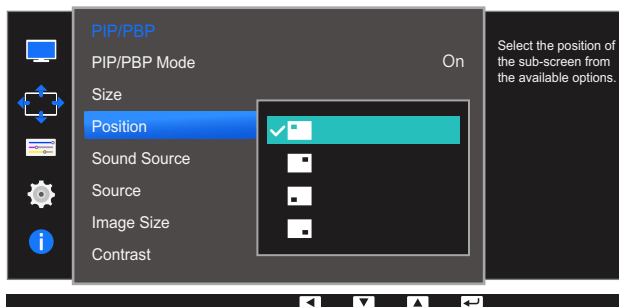 PIP/PBP
PIP/PBP Mode On
Size
Position
Sound Source
Source
Image Size
Contrast
Select the position of
the sub-screen from
the available options.